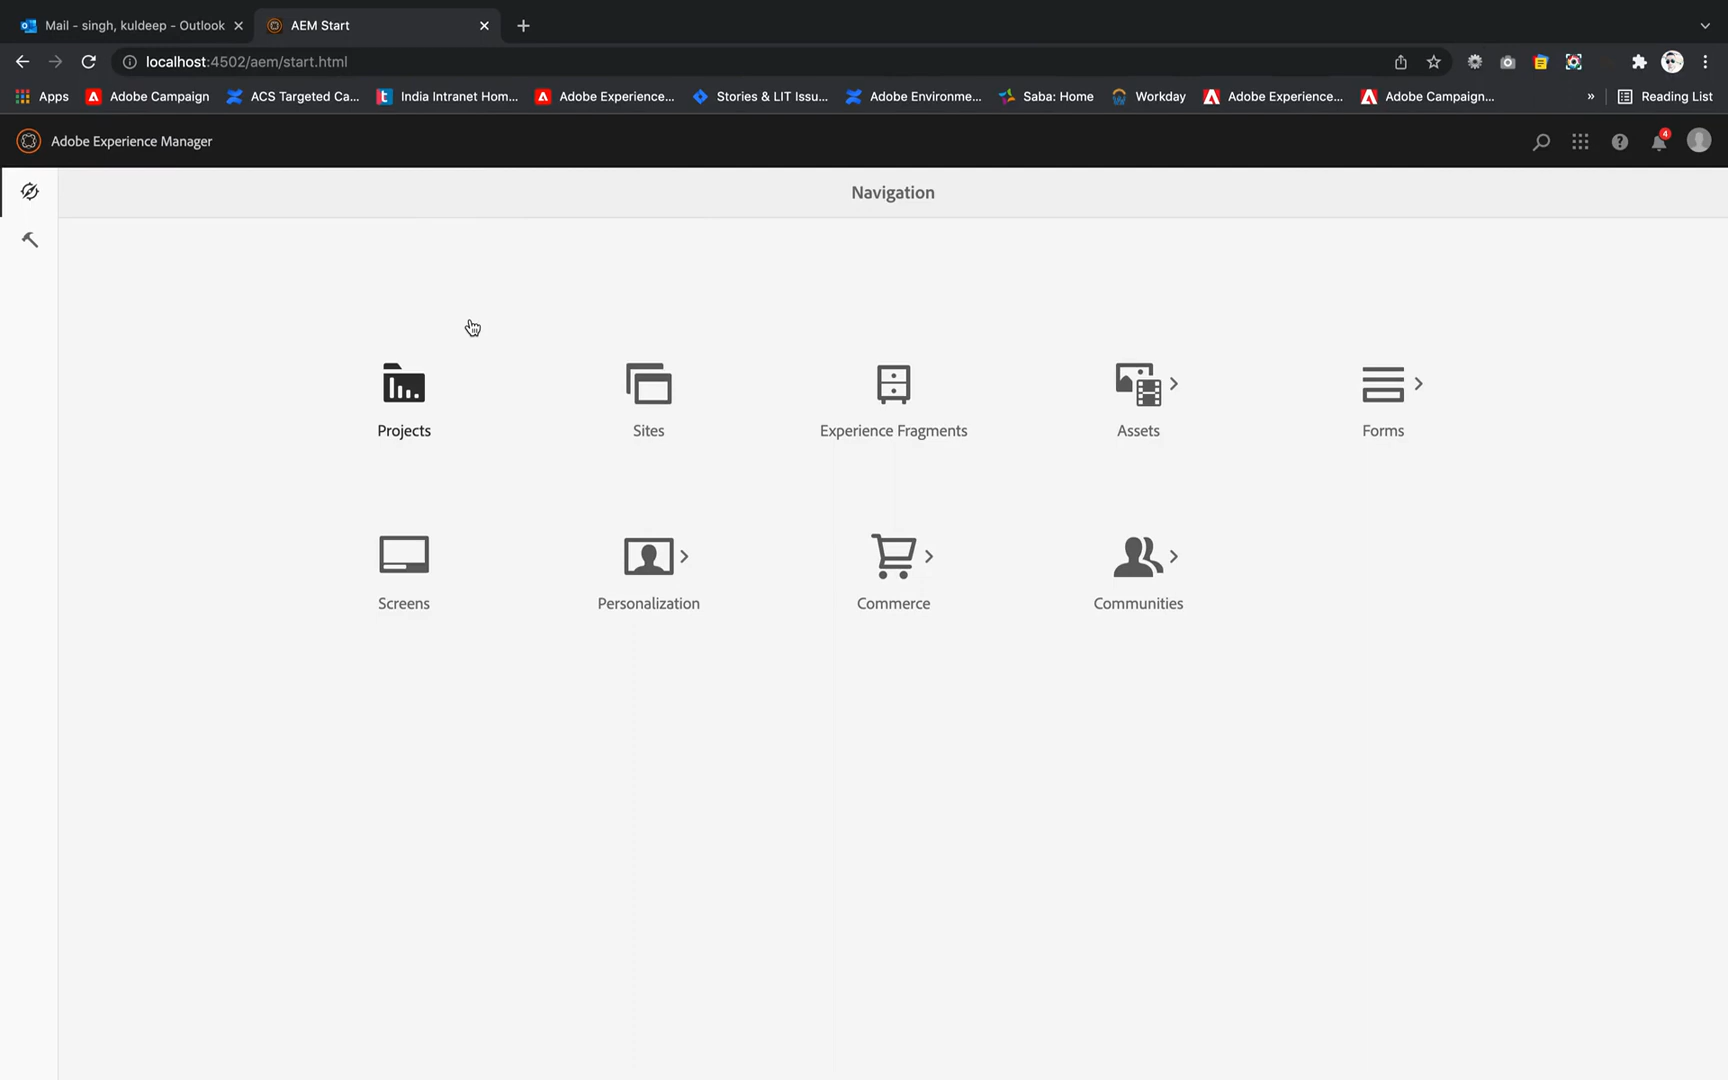 Mail - singh, kuldeep - Outlook
AEM Start
localhost:4502/aem/start.html
Apps
Adobe Campaign
ACS Targeted Ca...
India Intranet Hom...
Adobe Experience...
Stories & LIT Issu...
Adobe Environme...
Saba: Home
Workday
Adobe Experience...
Adobe Campaign...
»
Reading List
Adobe Experience Manager
4
Navigation
Projects
Sites
Experience Fragments
Assets
Forms
Screens
Personalization
Commerce
Communities